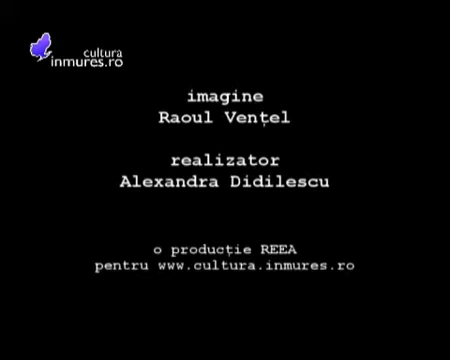 cultura
inmures.ro
imagine
Raoul Vențel
realizator
Alexandra Didilescu
o producție REEA
pentru www.cultura.inmures.ro